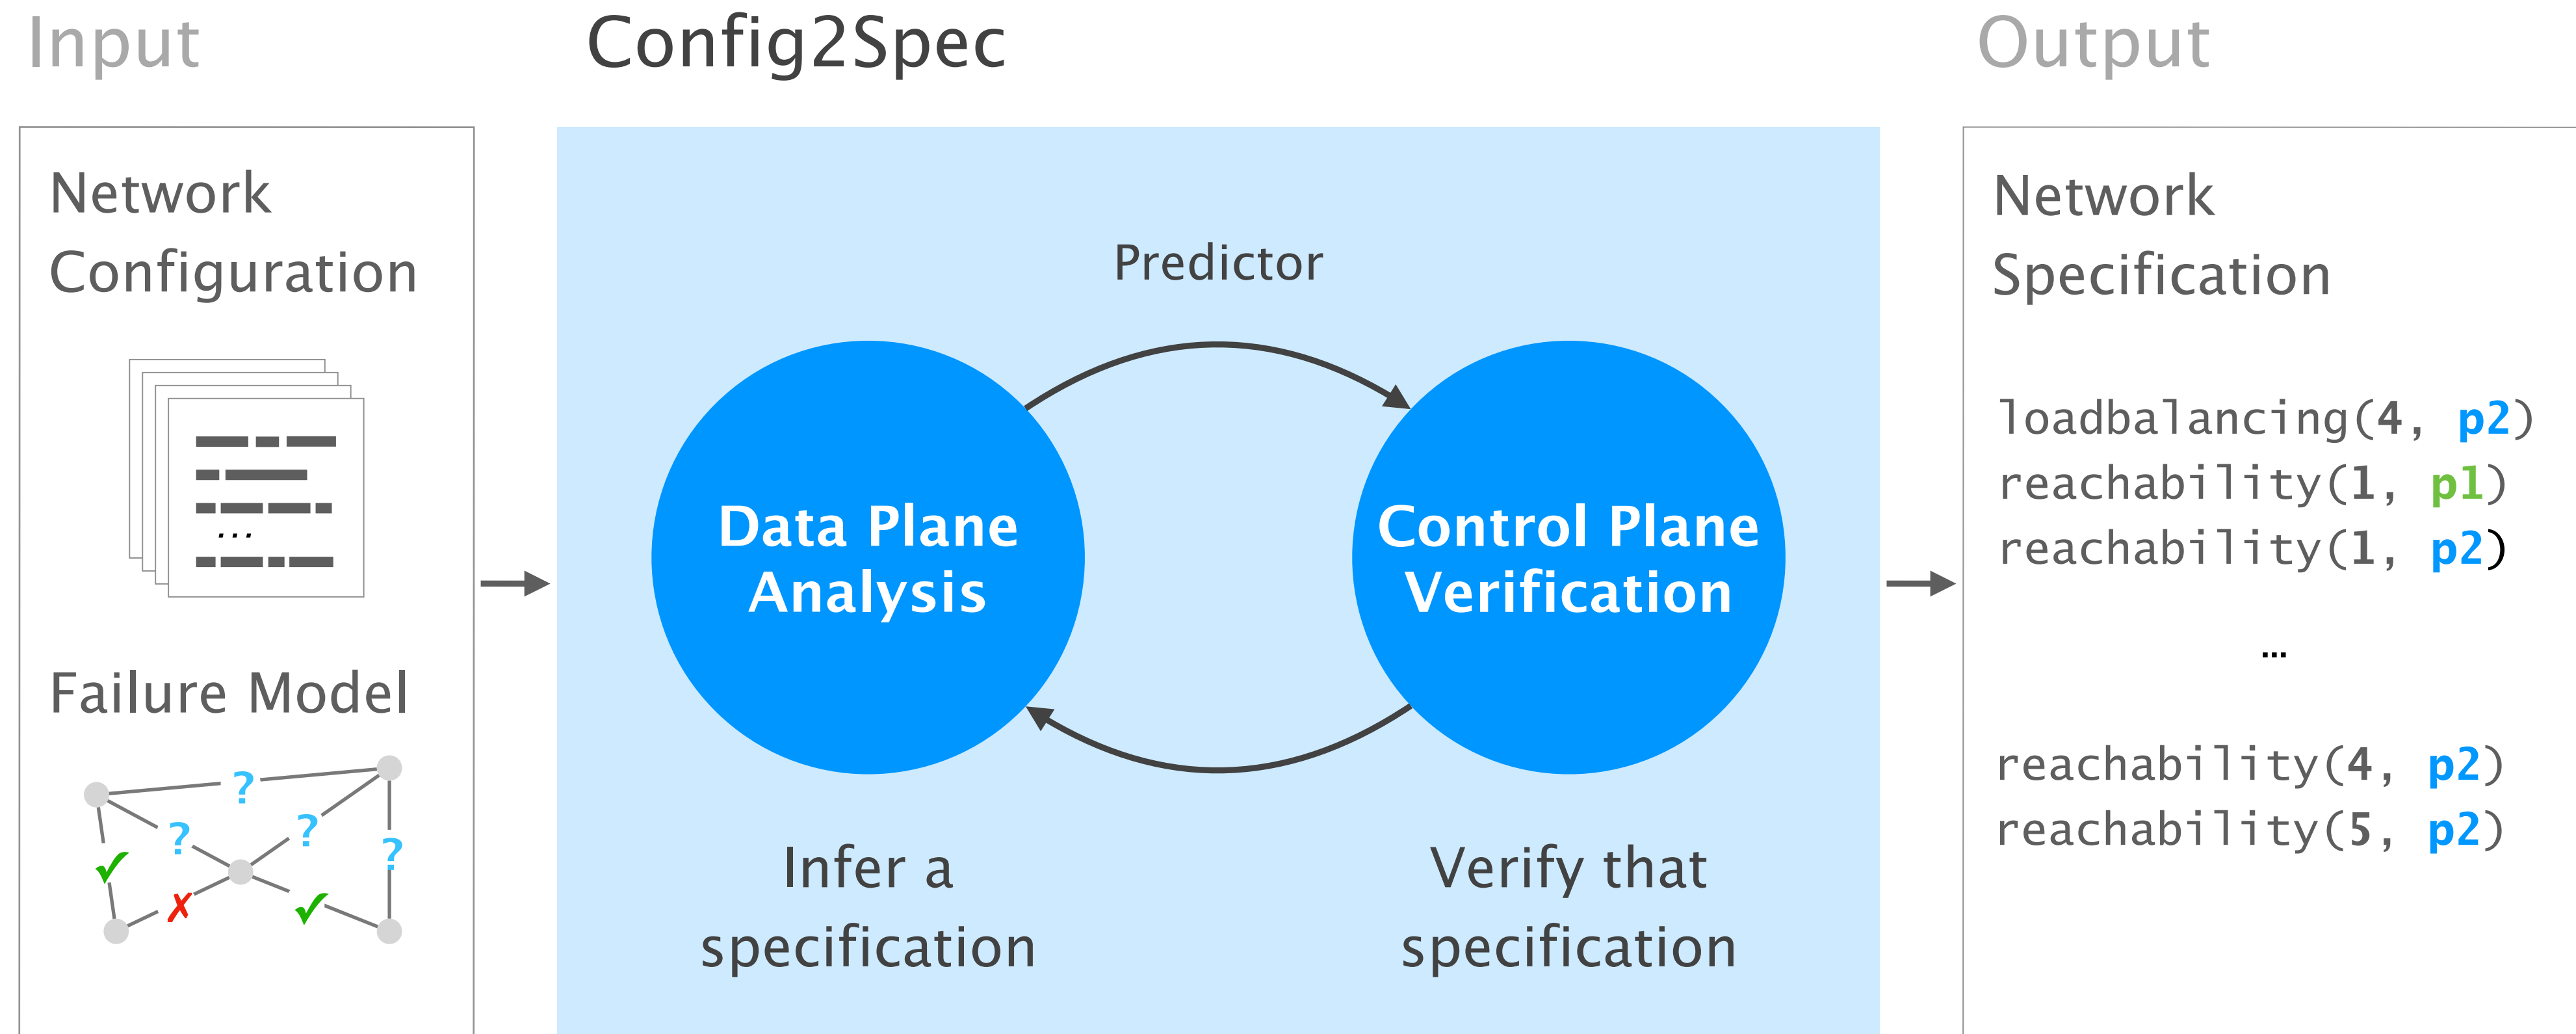 Input
Config2Spec
Output
Network
Configuration
...
Failure Model
?
?
?
?
✓
✗
✓
Predictor
Data Plane
Analysis
Control Plane
Verification
Infer a
specification
Verify that
specification
Network
Specification
loadbalancing(4, p2)
reachability(1, p1)
reachability(1, p2)
...
reachability(4, p2)
reachability(5, p2)